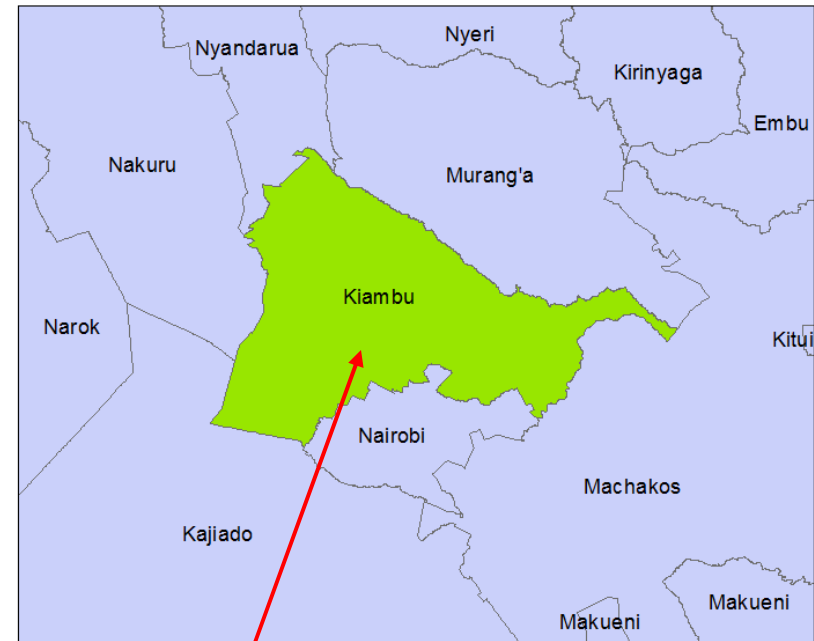 Nyeri
Nyandarua
Kirinyaga
Embu
Nakuru
Murang'a
Kiambu
Narok
Kitui
Nairobi
Machakos
Kajiado
Makueni
Makueni